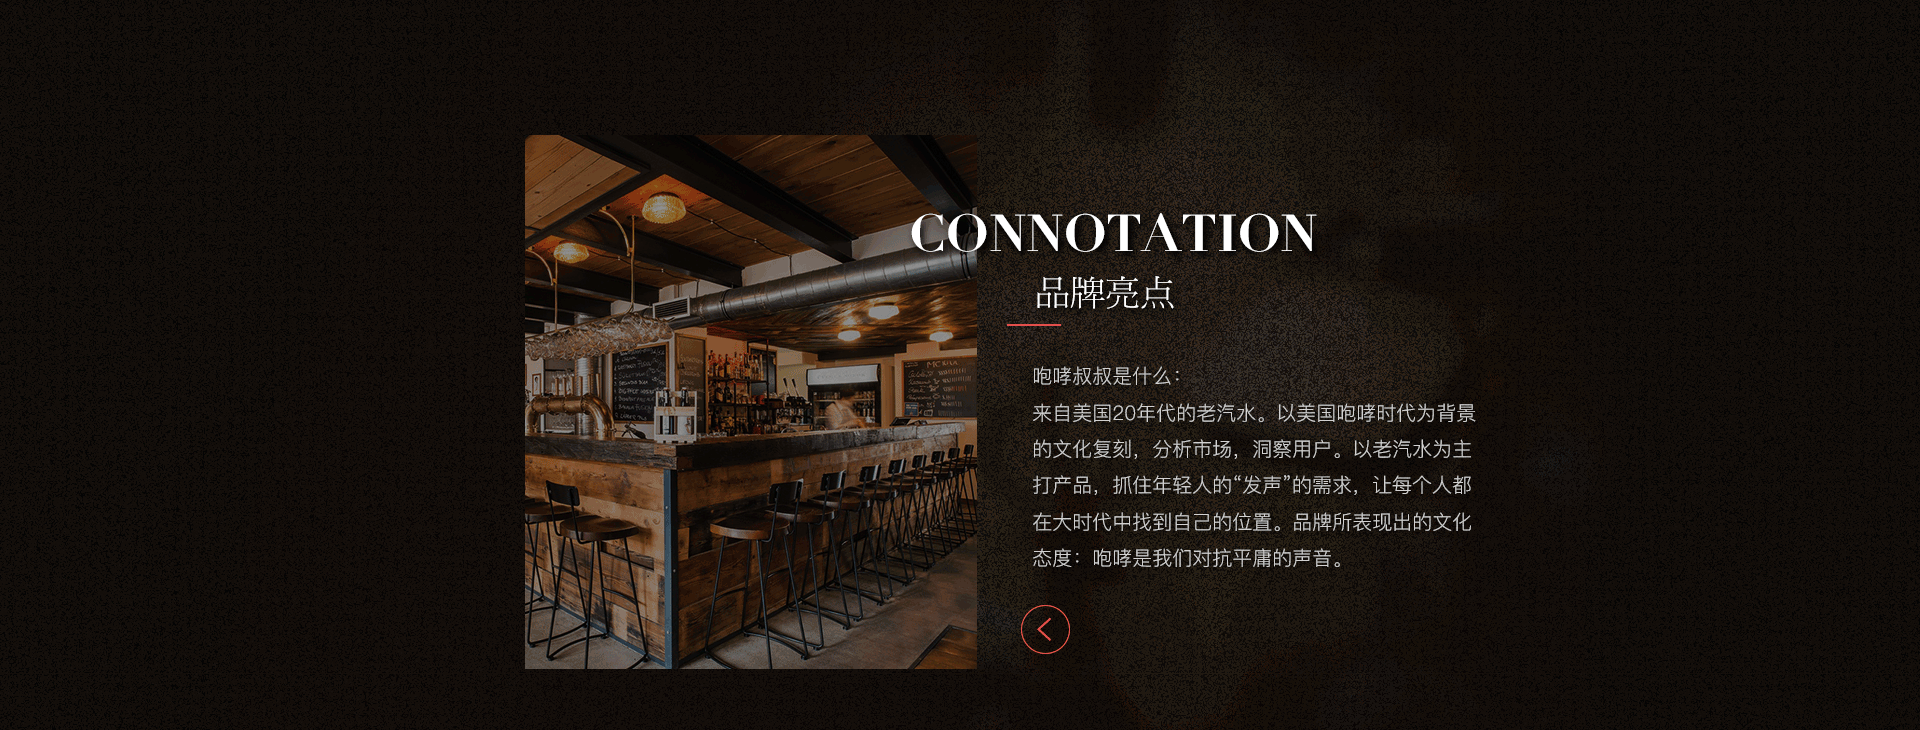 CONNOTATION
品牌亮点
咆哮叔叔是什么：
来自美国20年代的老汽水。以美国咆哮时代为背景
的文化复刻，分析市场，洞察用户。以老汽水为主
打产品，抓住年轻人的“发声”的需求，让每个人都
在大时代中找到自己的位置。品牌所表现出的文化
态度：咆哮是我们对抗平庸的声音。